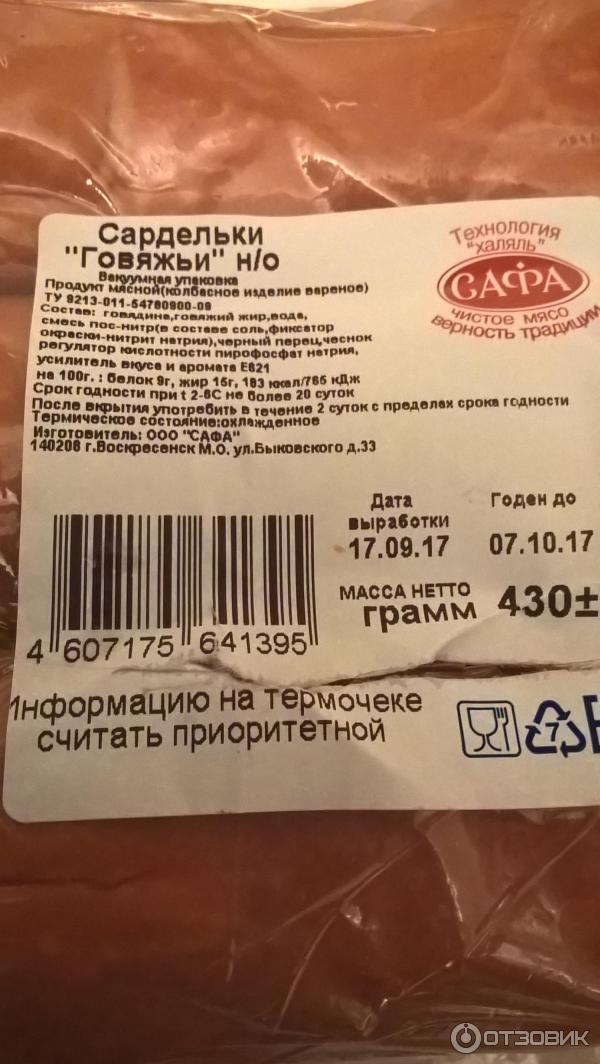 Сардельки
"Говяжьи" н/о
Вакуумная упаковка
Продукт мясной(колбасное изделие вареное)
ТУ 9213-011-54780900-09
Состав: говядина,говяжий жир,вода,
смесь пос-нитр(в составе соль,фиксатор
окраски-нитрит натрия),черный перец,чеснок
регулятор кислотности пирофосфат натрия,
усилитель вкуса и аромата Е621
на 100г. : белок 9г, жир 15г, 183 ккал/765 кДж
Срок годности при t 2-6С не более 20 суток
После вкрытия употребить в течение 2 суток с пределах срока годности
Термическое состояние:охлажденное
Изготовитель: ООО "САФА"
140206 г.Воскресенск М.О. ул.Быковского д.33
Технология
"халяль"
САФА
чистое мясо
верность традициям
Дата
выработки
17.09.17
Годен до
07.10.17
МАССА НЕТТО
грамм 430±
4 607175 641395
Информацию на термочеке
считать приоритетной
7
ОТЗОВИК